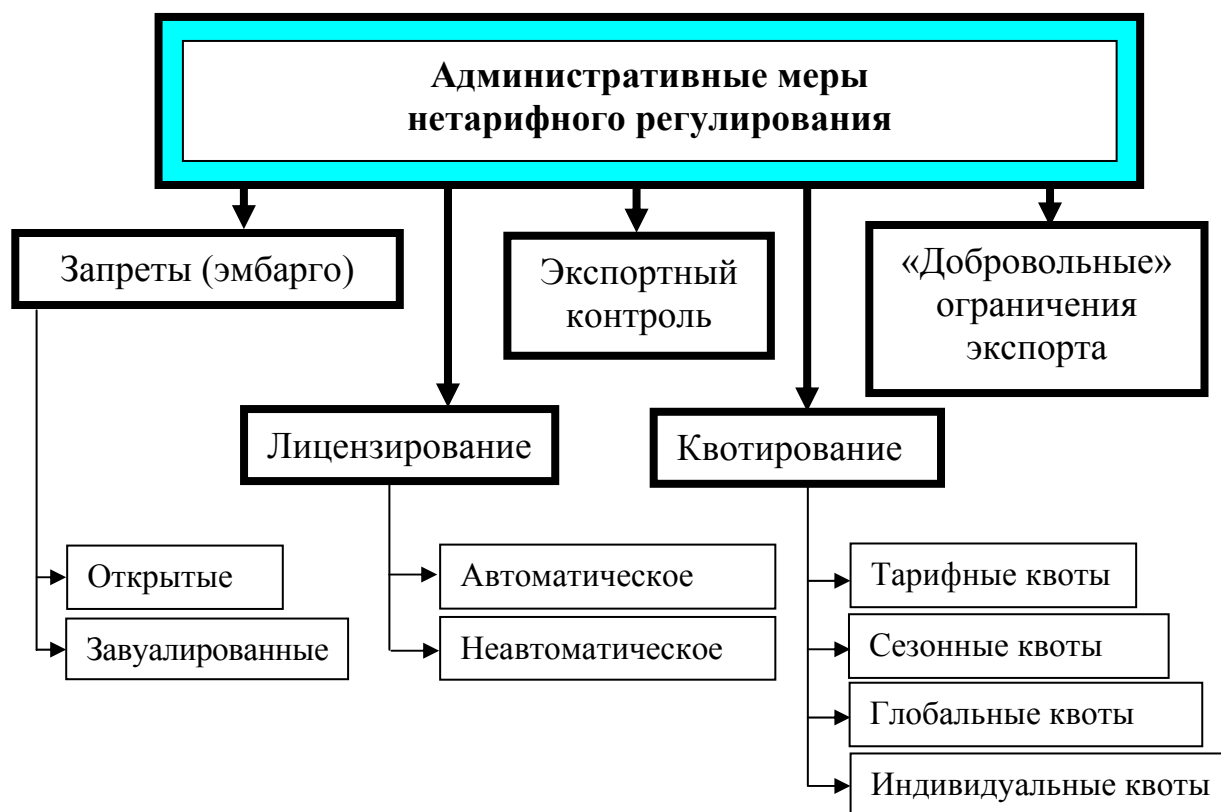 Административные меры
нетарифного регулирования
Запреты (эмбарго)
Экспортный
контроль
«Добровольные»
ограничения
экспорта
Лицензирование
Квотирование
Открытые
Завуалированные
Автоматическое
Неавтоматическое
Тарифные квоты
Сезонные квоты
Глобальные квоты
Индивидуальные квоты